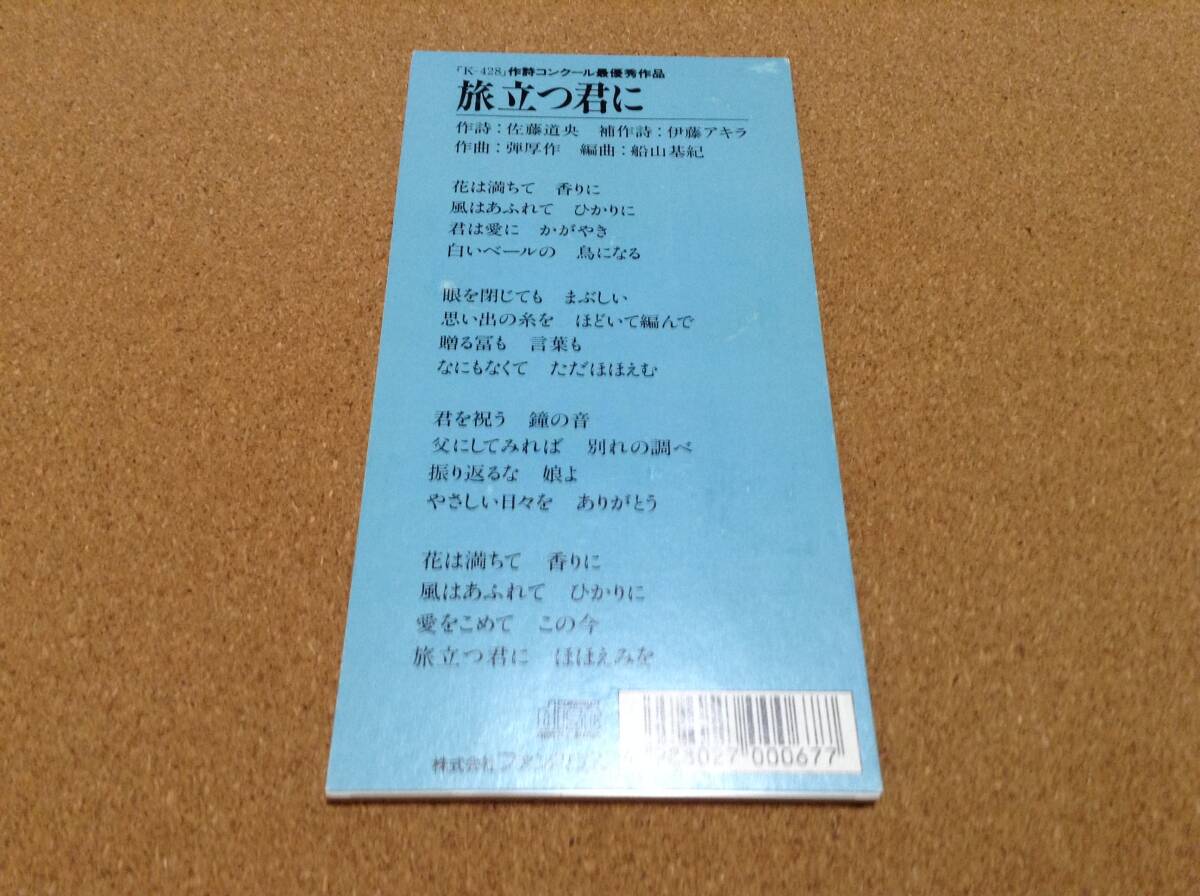 「K-428」作詩コンクール最優秀作品
旅立つ君に
作詩：佐藤道央　補作詩：伊藤アキラ
作曲：弾厚作　編曲：船山基紀
花は満ちて　香りに
風はあふれて　ひかりに
君は愛に　かがやき
白いベールの　鳥になる
眼を閉じても　まぶしい
思い出の糸を　ほどいて編んで
贈る冨も　言葉も
なにもなくて　ただほほえむ
君を祝う　鐘の音
父にしてみれば　別れの調べ
振り返るな　娘よ
やさしい日々を　ありがとう
花は満ちて　香りに
風はあふれて　ひかりに
愛をこめて　この今
旅立つ君に　ほほえみを
株式会社
000677